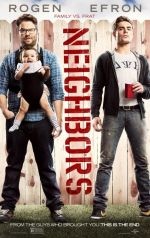 ROGEN EFRON
FAMILY VS. FRAT
NEIGHBORS
FROM THE GUYS WHO BROUGHT YOU THIS IS THE END